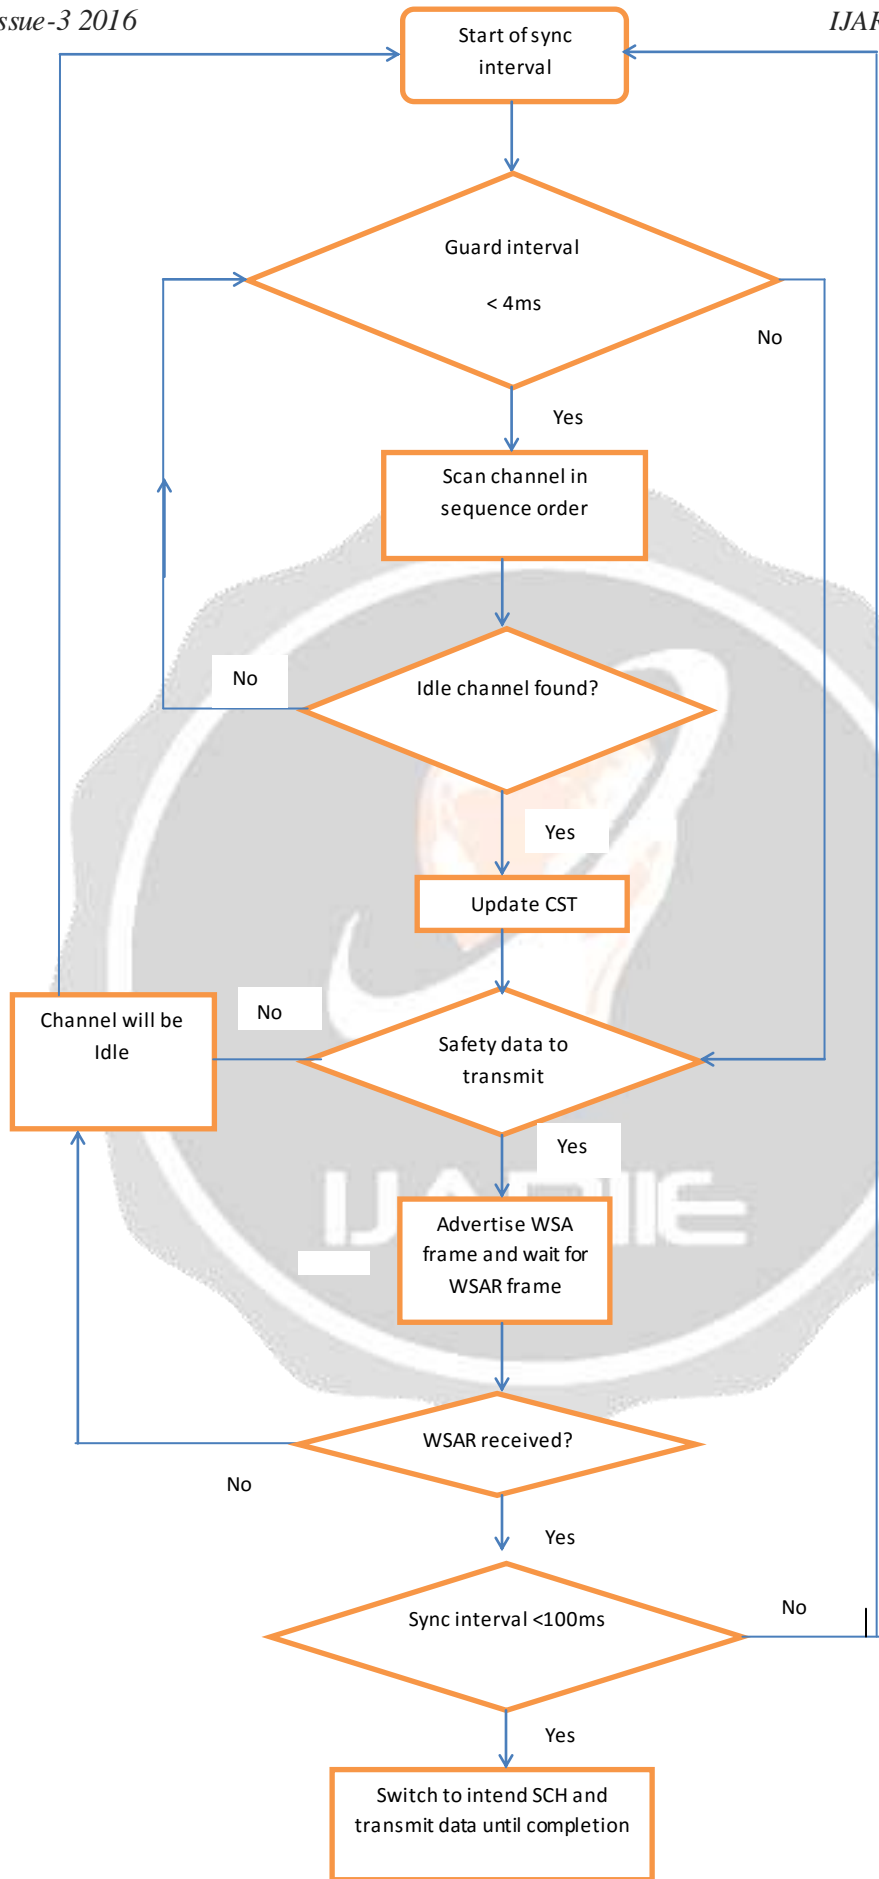 ssue-3 2016
IJAR
Start of sync
interval
Guard interval
< 4ms
No
Yes
Scan channel in
sequence order
No
Idle channel found?
Yes
Update CST
Channel will be
Idle
No
Safety data to
transmit
Yes
Advertise WSA
frame and wait for
WSAR frame
WSAR received?
No
Yes
Sync interval <100ms
No
Yes
Switch to intend SCH and
transmit data until completion